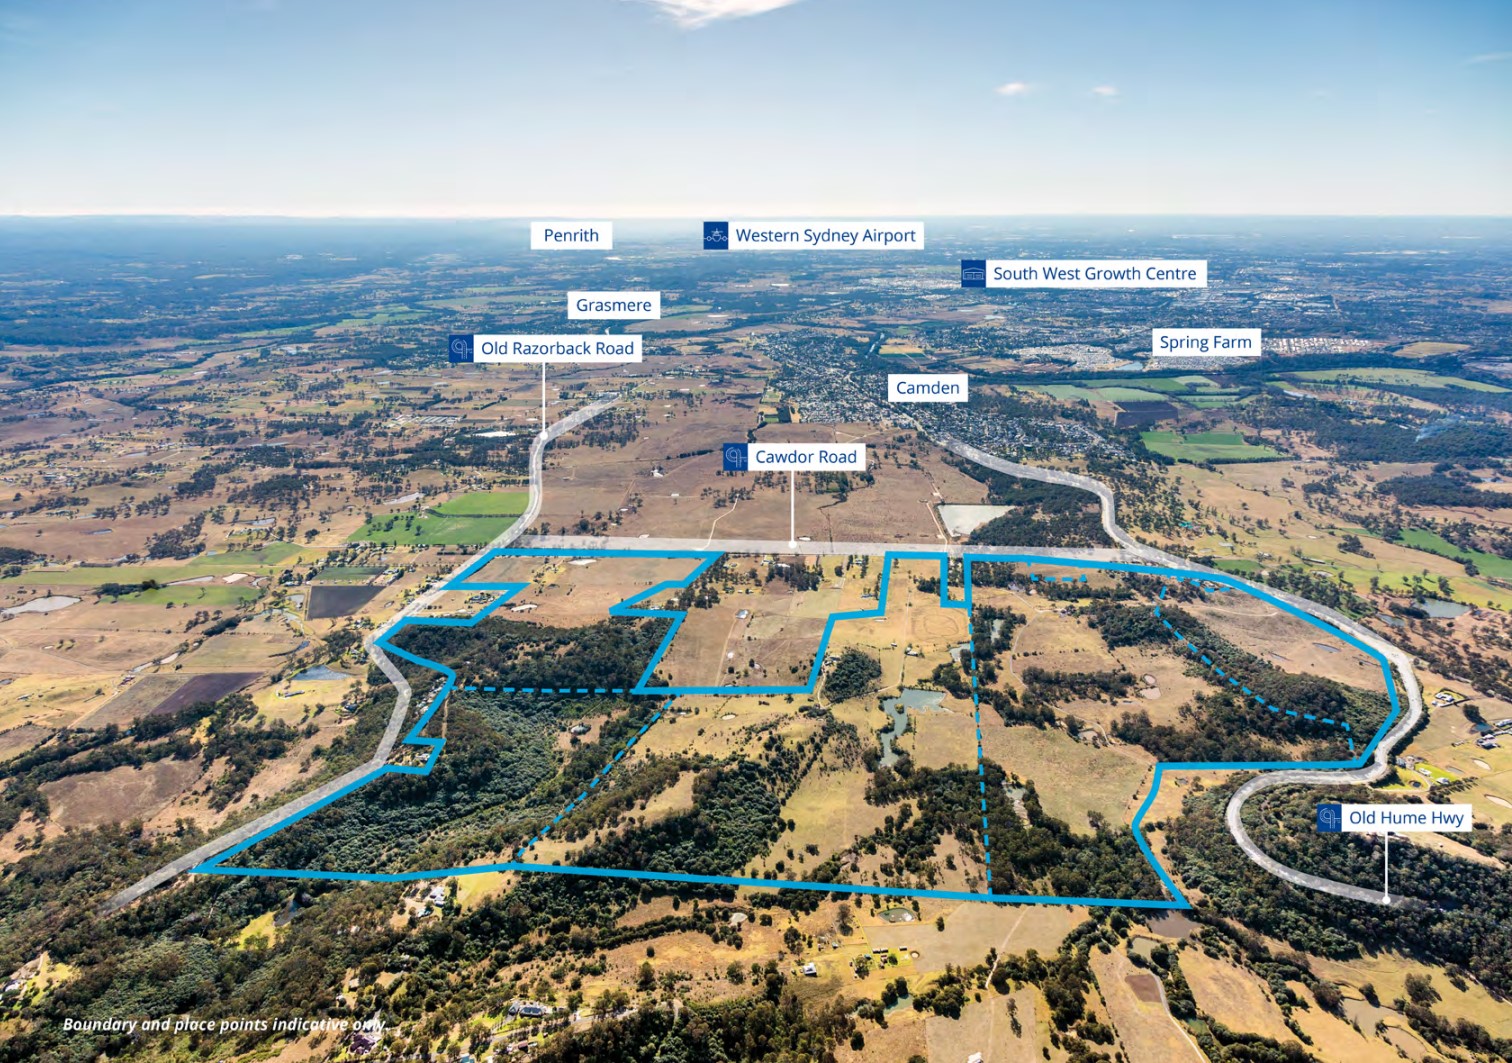 Penrith
Western Sydney Airport
South West Growth Centre
Grasmere
Old Razorback Road
Spring Farm
Camden
Cawdor Road
Old Hume Hwy
Boundary and place points indicative only.